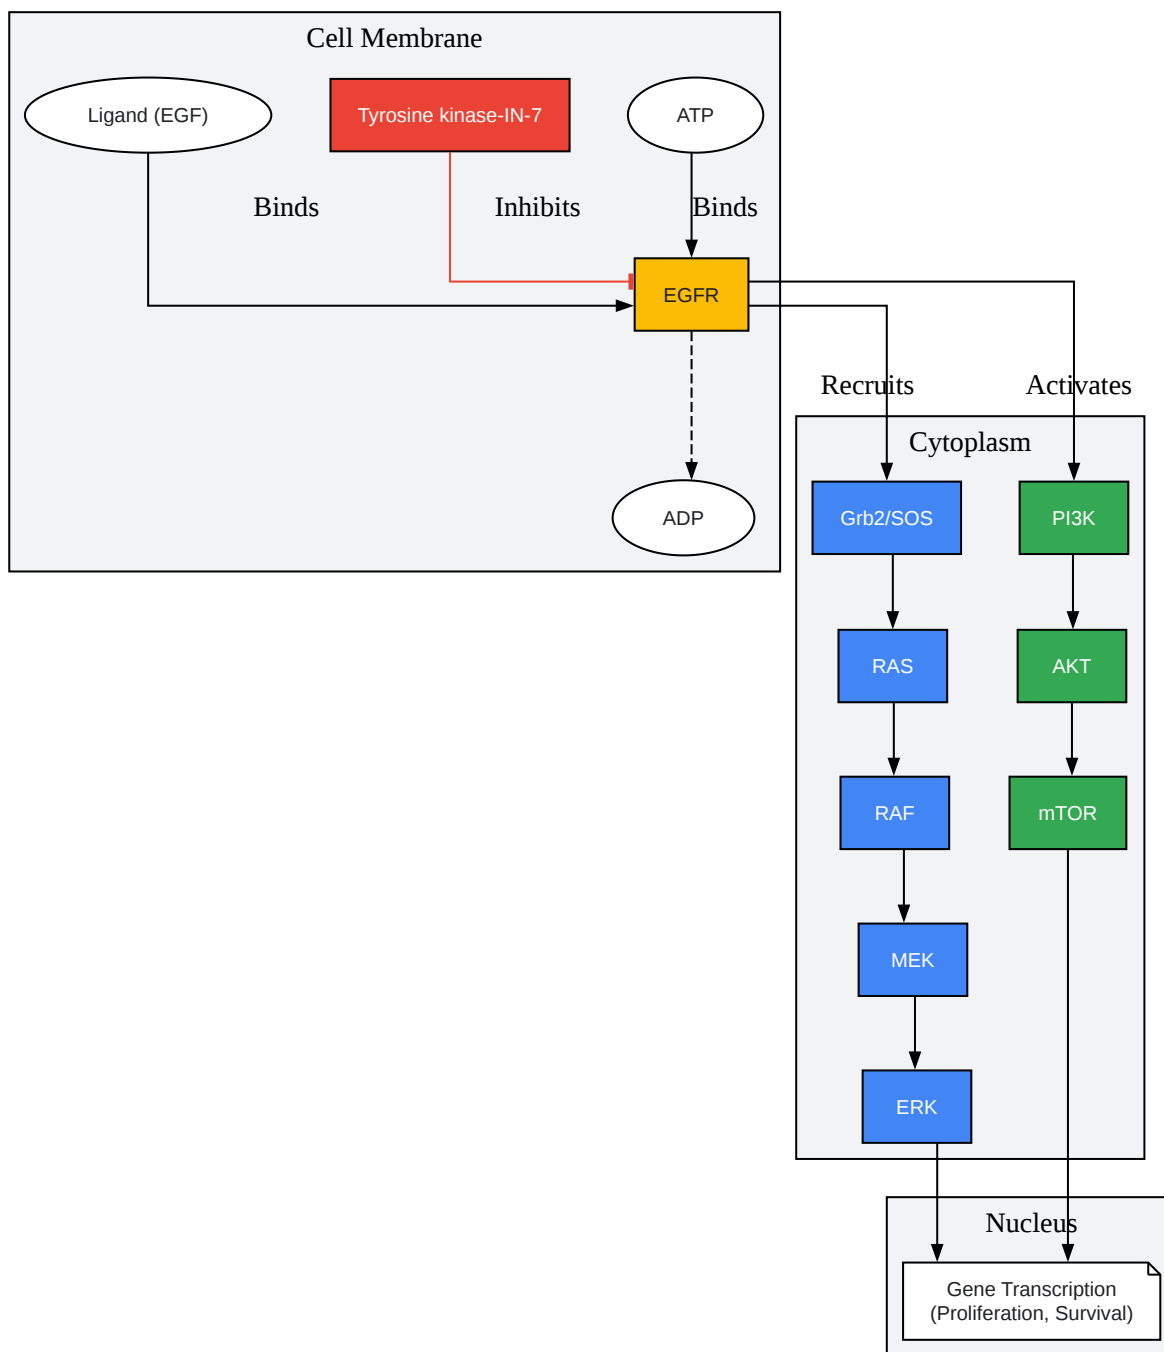 Cell Membrane
Ligand (EGF)
Tyrosine kinase-IN-7
ATP
Binds
Inhibits
Binds
EGFR
Recruits
Activates
Cytoplasm
ADP
Grb2/SOS
PI3K
RAS
AKT
RAF
mTOR
MEK
ERK
Nucleus
Gene Transcription
(Proliferation, Survival)